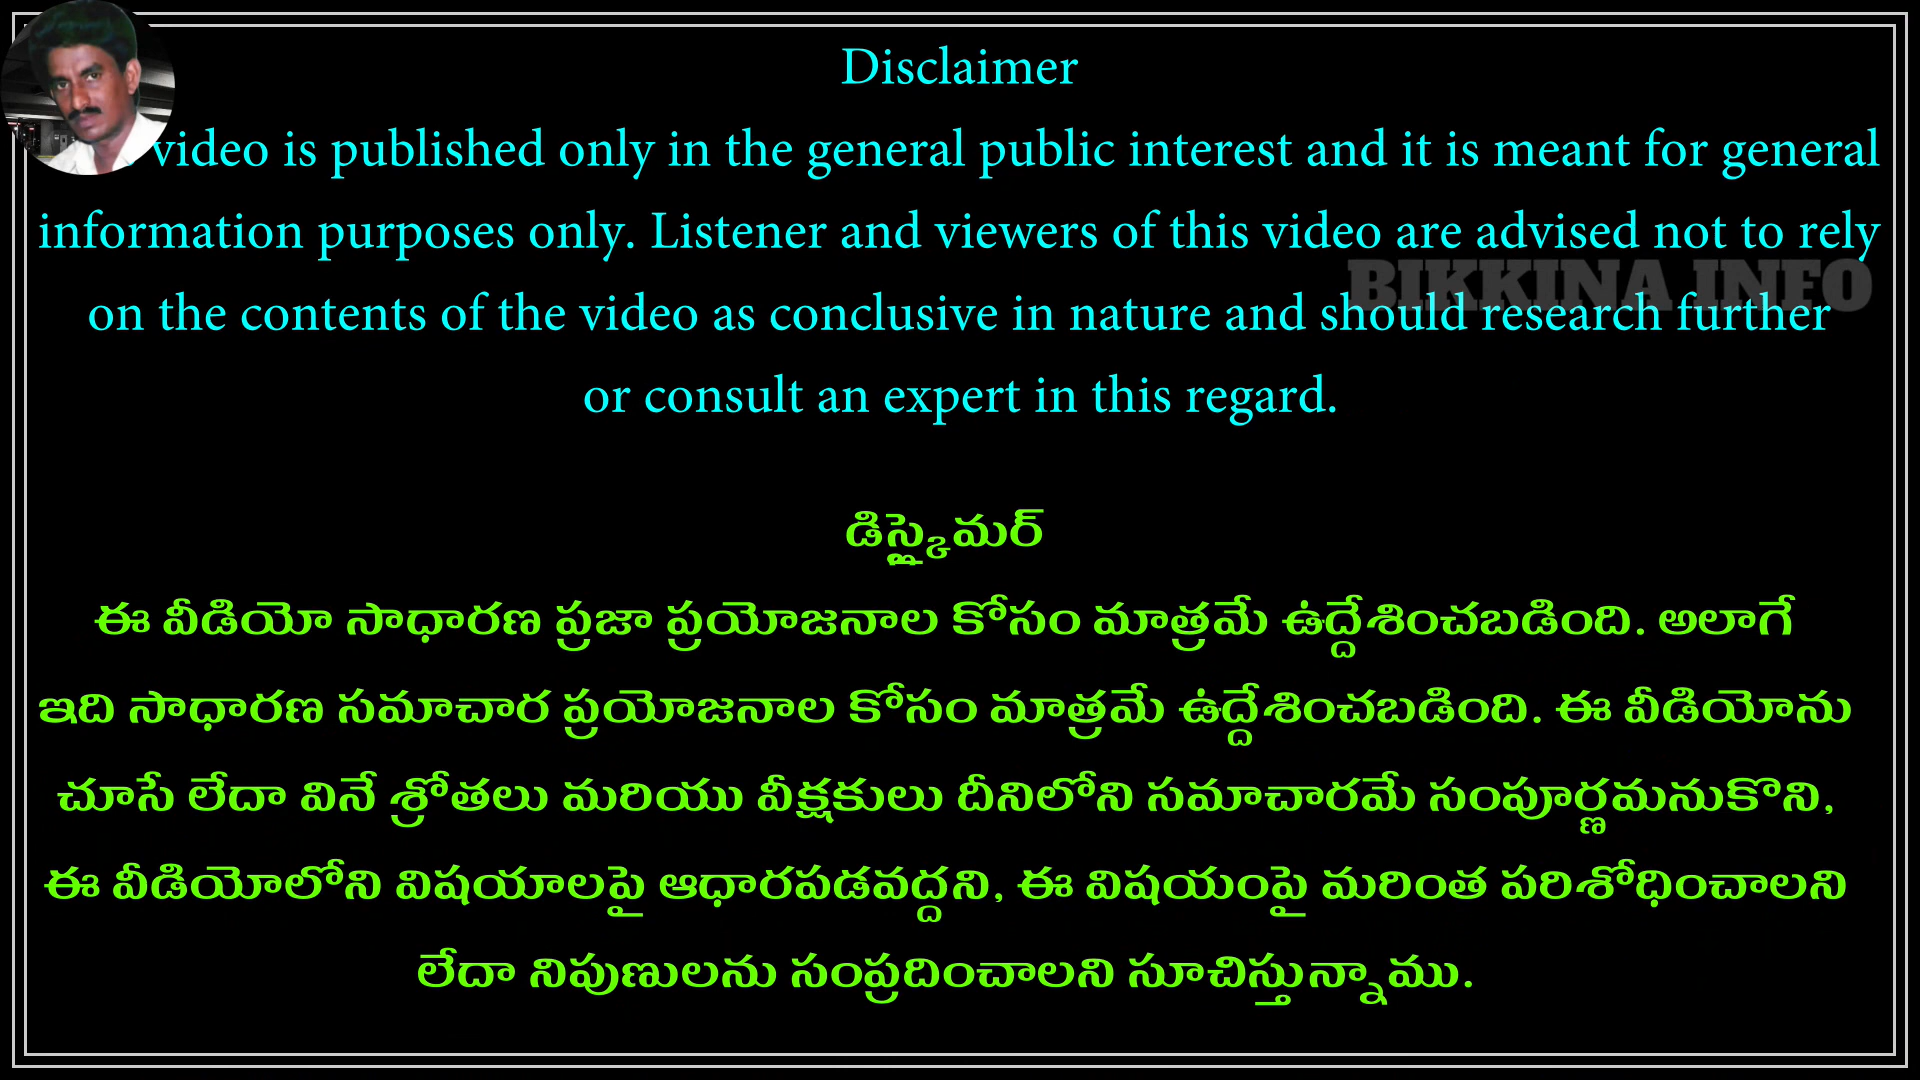 Disclaimer
video is published only in the general public interest and it is meant for general
information purposes only. Listener and viewers of this video are advised not to rely
BIKKINA INFO
on the contents of the video as conclusive in nature and should research further
or consult an expert in this regard.
డిస్క్లైమర్
ఈ వీడియో సాధారణ ప్రజా ప్రయోజనాల కోసం మాత్రమే ఉద్దేశించబడింది. అలాగే
ఇది సాధారణ సమాచార ప్రయోజనాల కోసం మాత్రమే ఉద్దేశించబడింది. ఈ వీడియోను
చూసే లేదా వినే శ్రోతలు మరియు వీక్షకులు దీనిలోని సమాచారమే సంపూర్ణమనుకొని,
ఈ వీడియోలోని విషయాలపై ఆధారపడవద్దని, ఈ విషయంపై మరింత పరిశోధించాలని
లేదా నిపుణులను సంప్రదించాలని సూచిస్తున్నాము.